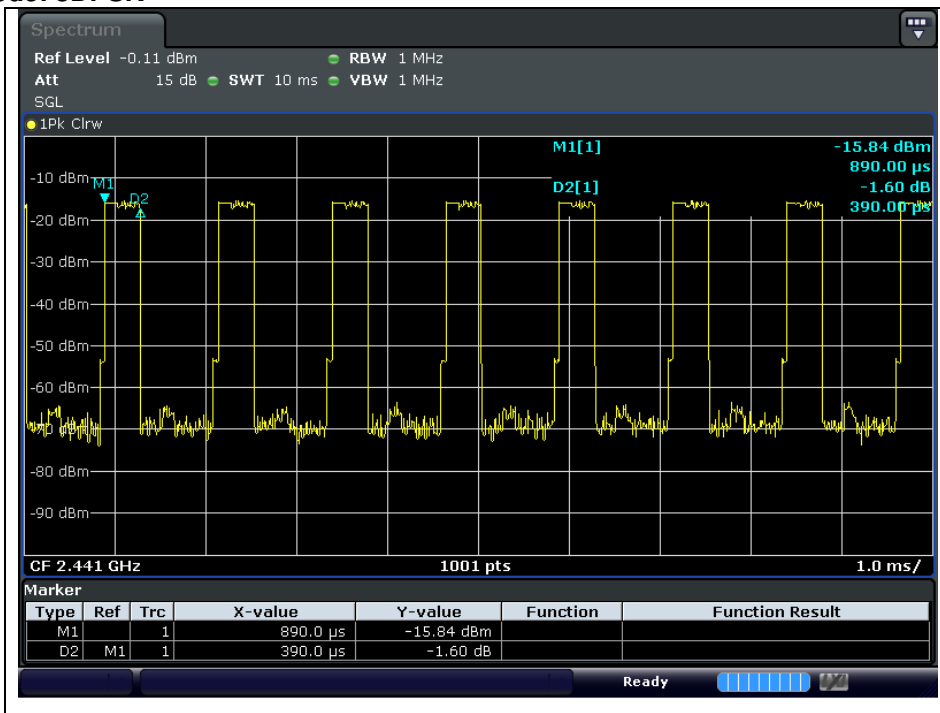 Spectrum
Ref Level -0.11 dBm RBW 1 MHz
Att 15 dB SWT 10 ms VBW 1 MHz
SGL
1Pk Clrw
M1[1] -15.84 dBm
890.00 µs
D2[1] -1.60 dB
390.00 µs
M1
D2
-10 dBm
-20 dBm
-30 dBm
-40 dBm
-50 dBm
-60 dBm
-70 dBm
-80 dBm
-90 dBm
CF 2.441 GHz 1001 pts 1.0 ms/
Marker
Type Ref Trc X-value Y-value Function Function Result
M1 1 890.0 µs -15.84 dBm
D2 M1 1 390.0 µs -1.60 dB
Ready